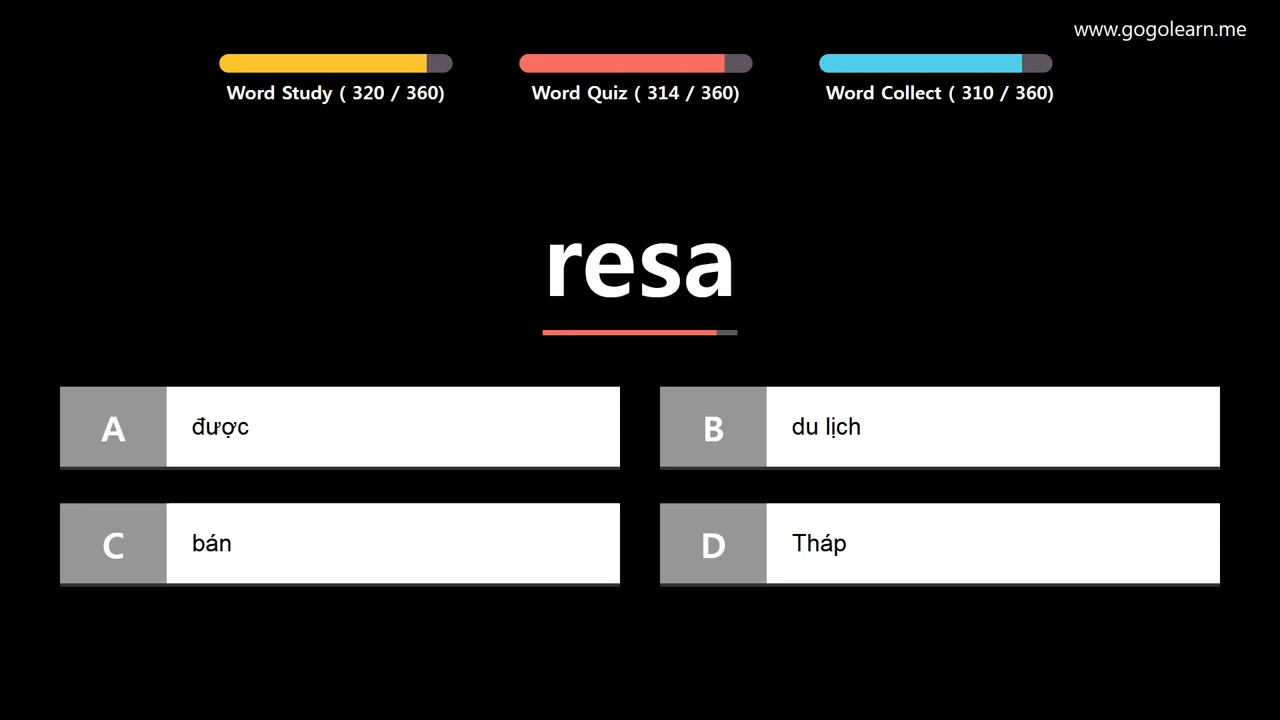 www.gogolearn.me
Word Study ( 320 / 360)
Word Quiz ( 314 / 360)
Word Collect ( 310 / 360)
resa
A được
B du lịch
C bán
D Tháp